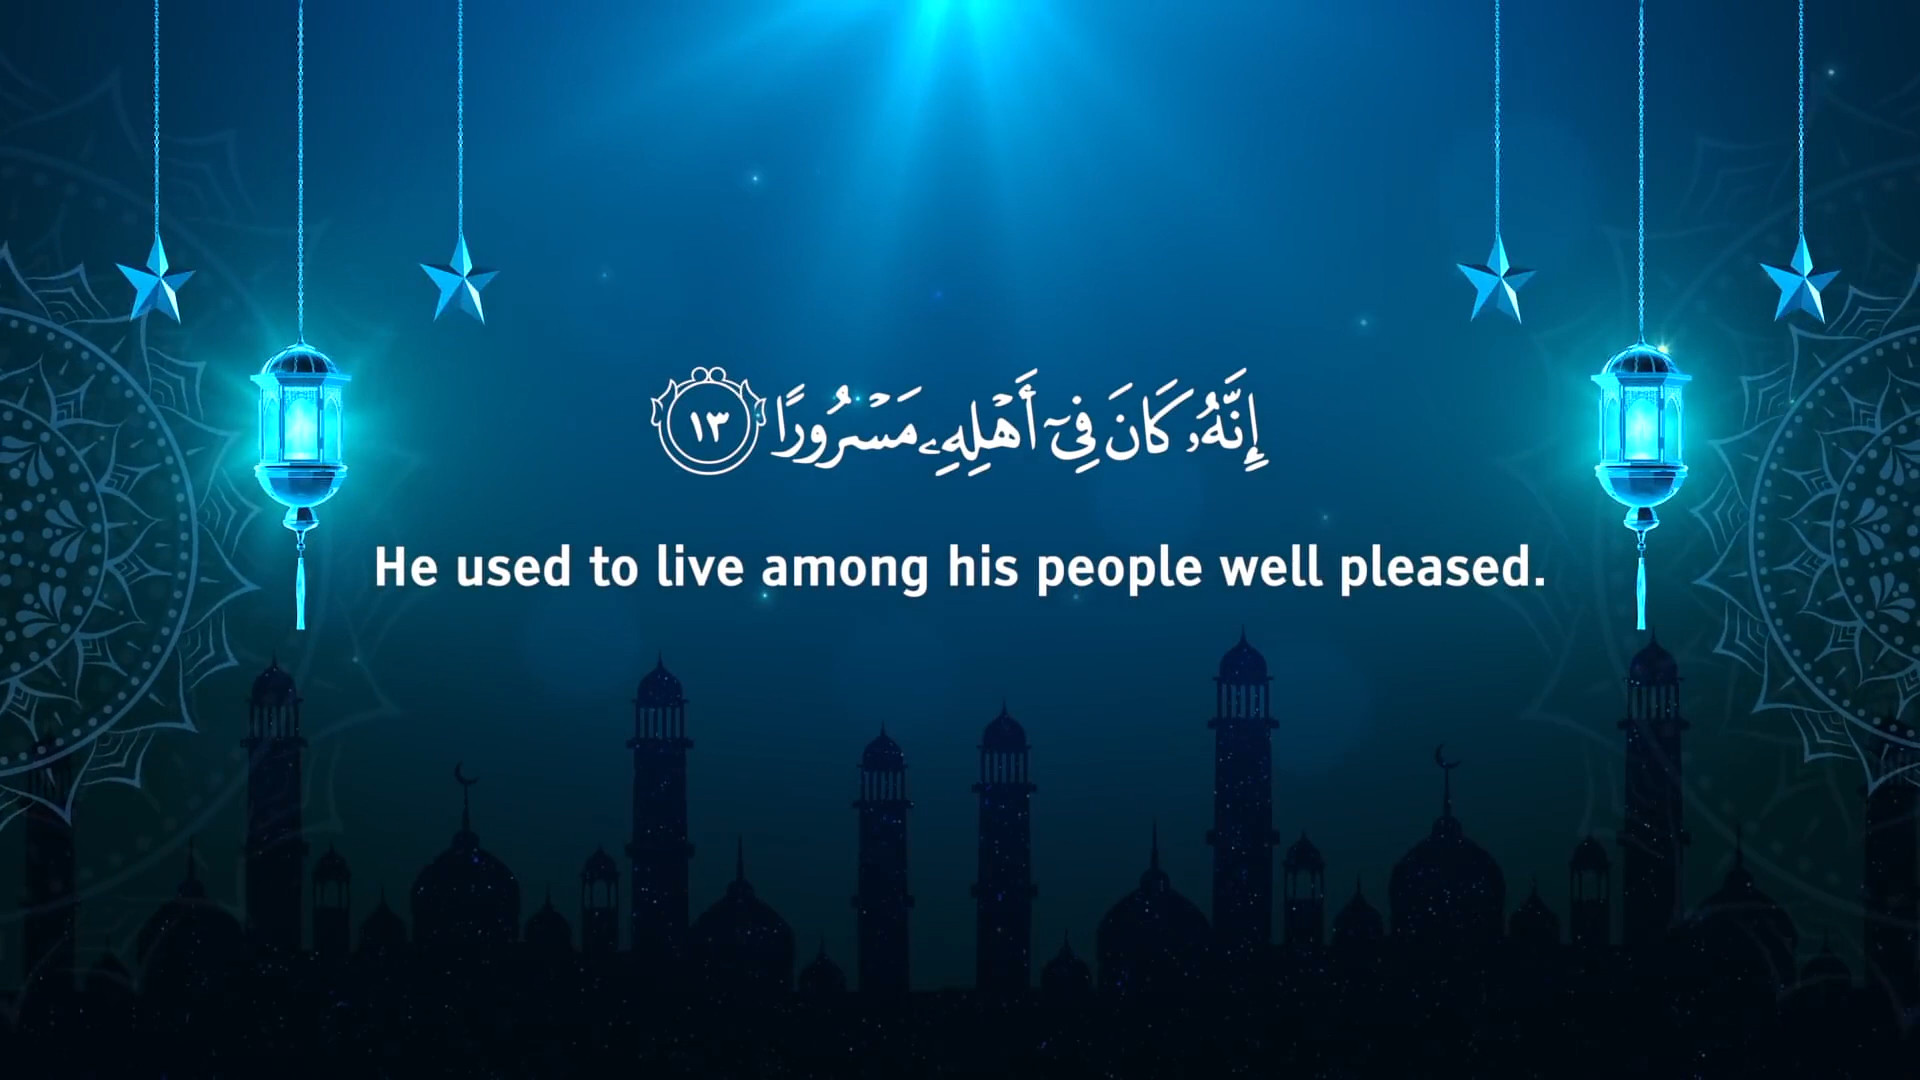 إِنَّهُۥ كَانَ فِىٓ أَهْلِهِۦ مَسْرُورًا ١٣
He used to live among his people well pleased.